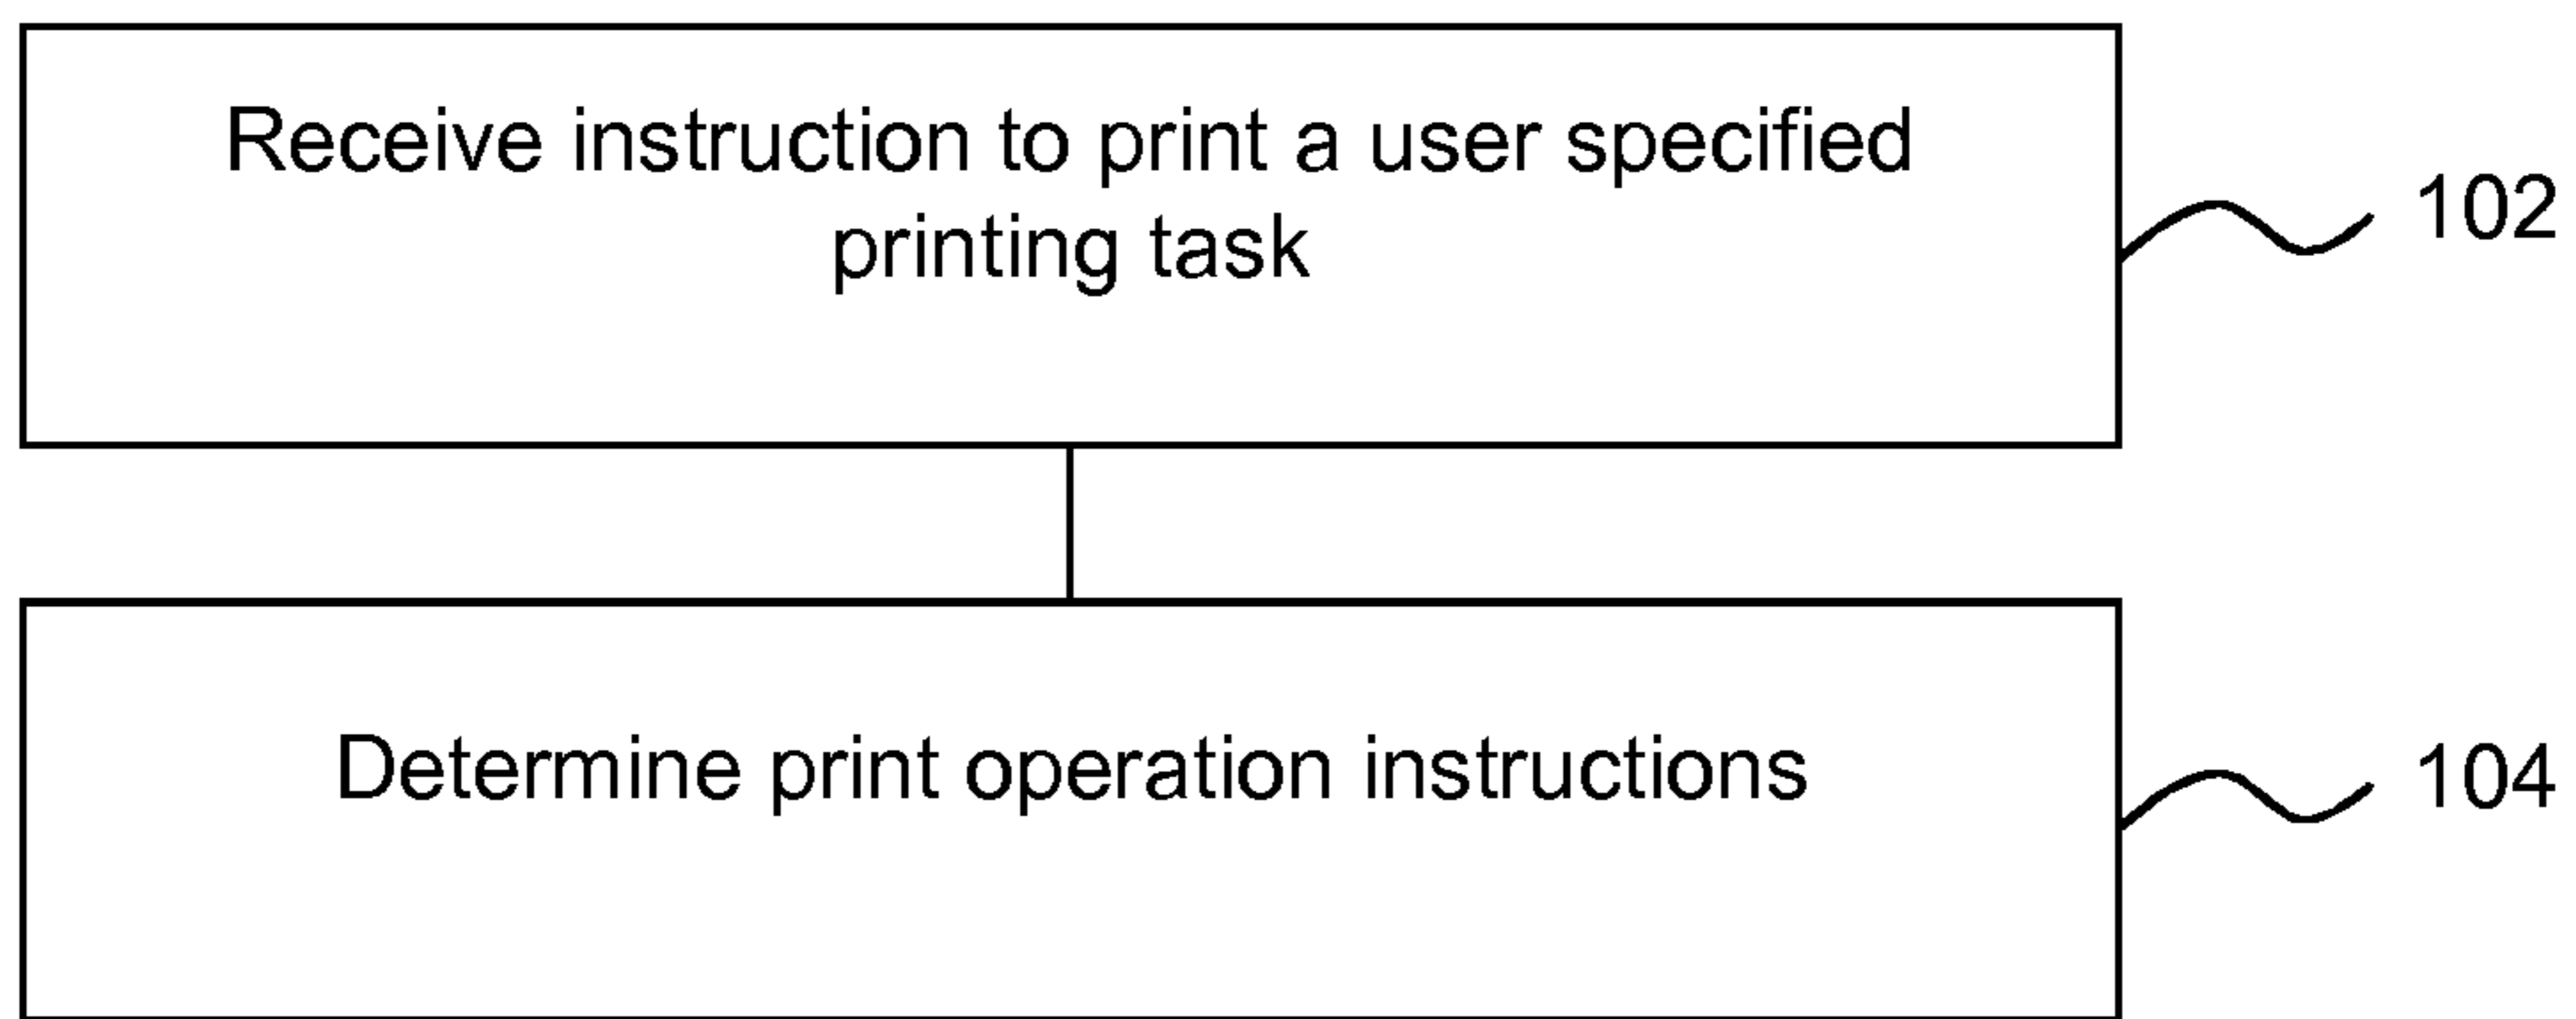 Receive instruction to print a user specified
printing task
102
Determine print operation instructions
104